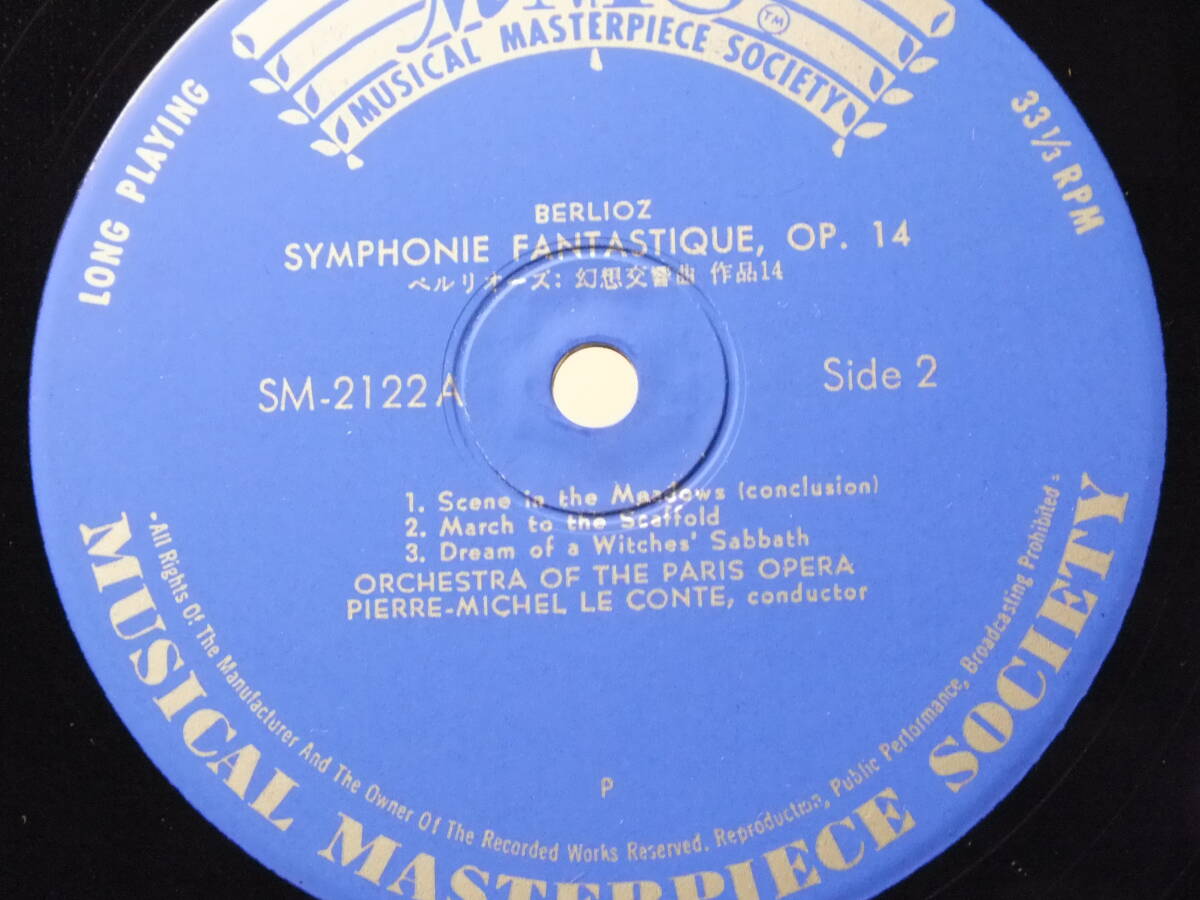 MMS
TM
MUSICAL MASTERPIECE SOCIETY
LONG PLAYING
33 1/3 RPM
BERLIOZ
SYMPHONIE FANTASTIQUE, OP. 14
ベルリオーズ: 幻想交響曲 作品14
SM-2122A
Side 2
1. Scene in the Meadows (conclusion)
2. March to the Scaffold
3. Dream of a Witches' Sabbath
ORCHESTRA OF THE PARIS OPERA
PIERRE-MICHEL LE CONTE, conductor
P
• All Rights Of The Manufacturer And The Owner Of The Recorded Works Reserved. Reproduction, Public Performance, Broadcasting Prohibited •
MUSICAL MASTERPIECE SOCIETY